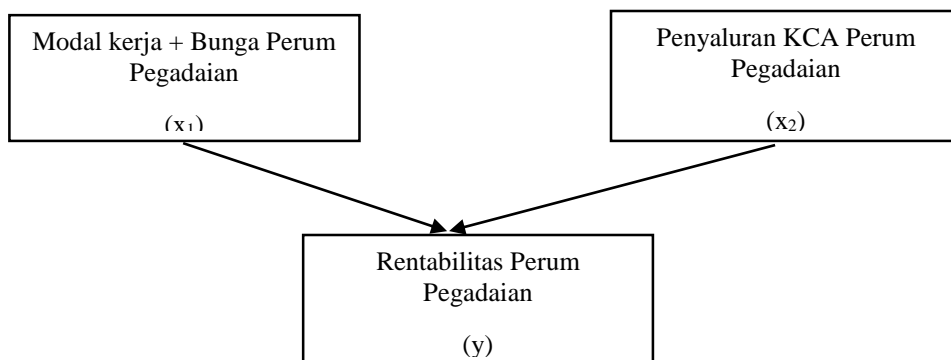 Modal kerja + Bunga Perum
Pegadaian
(x₁)
Penyaluran KCA Perum
Pegadaian
(x₂)
Rentabilitas Perum
Pegadaian
(y)